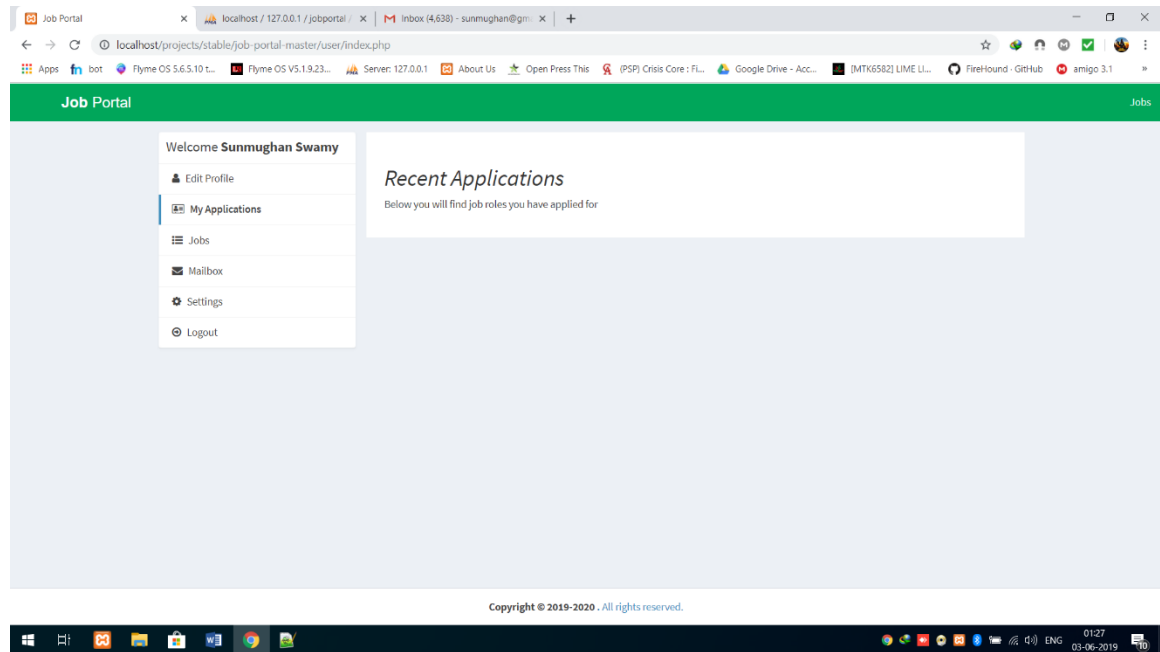 Job Portal
localhost / 127.0.0.1 / jobportal /
Inbox (4,638) - sunmughan@gm
localhost/projects/stable/job-portal-master/user/index.php
Apps
bot
Flyme OS 5.6.5.10 t...
Flyme OS V5.1.9.23...
Server: 127.0.0.1
About Us
Open Press This
(PSP) Crisis Core : Fi...
Google Drive - Acc...
[MTK6582] LIME LI...
FireHound · GitHub
amigo 3.1
»
Job Portal
Jobs
Welcome Sunmughan Swamy
Edit Profile
My Applications
Jobs
Mailbox
Settings
Logout
Recent Applications
Below you will find job roles you have applied for
Copyright © 2019-2020 . All rights reserved.
ENG
01:27
03-06-2019